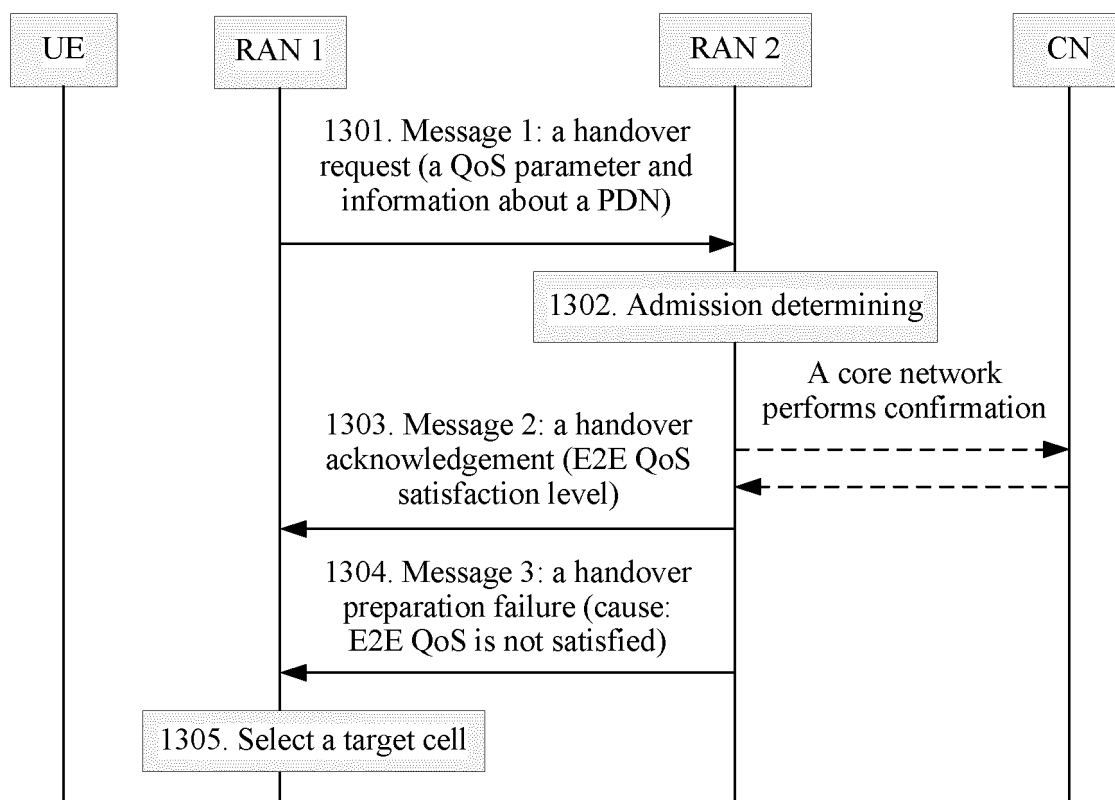 UE
RAN 1
RAN 2
CN
1301. Message 1: a handover
request (a QoS parameter and
information about a PDN)
1302. Admission determining
A core network
performs confirmation
1303. Message 2: a handover
acknowledgement (E2E QoS
satisfaction level)
1304. Message 3: a handover
preparation failure (cause:
E2E QoS is not satisfied)
1305. Select a target cell